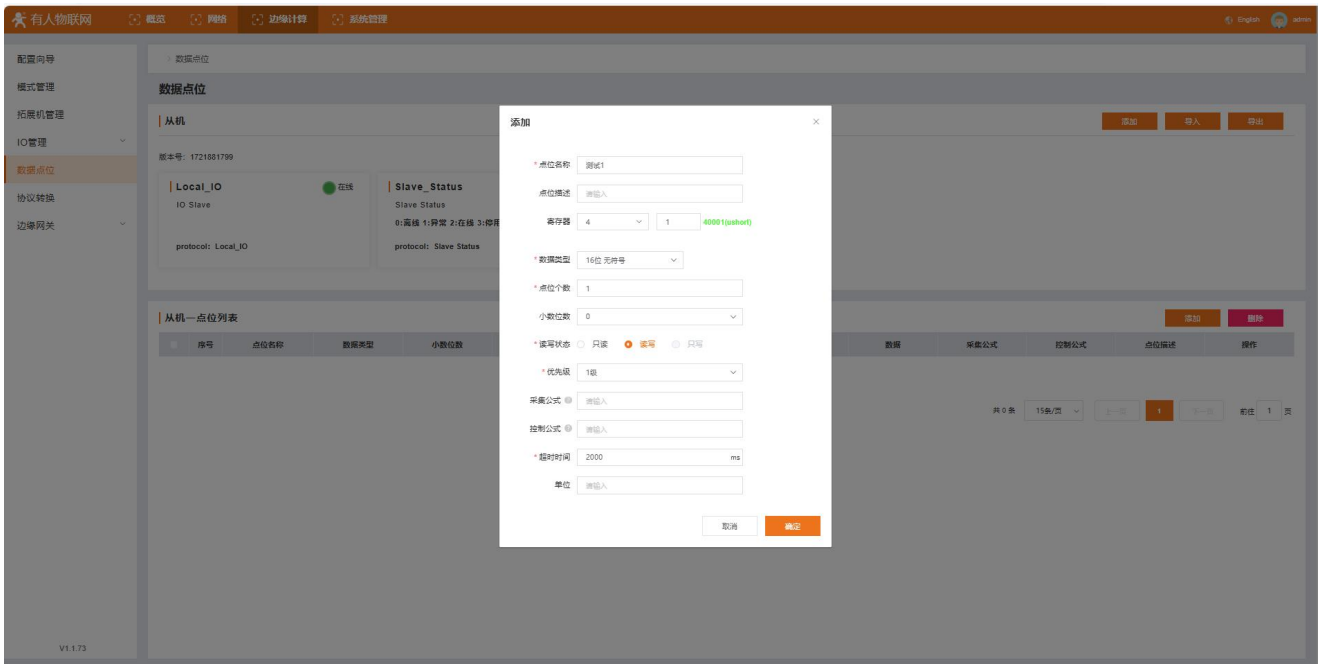 有人物联网 概览 网络 边缘计算 系统管理 English admin
配置向导
模式管理
拓展机管理
IO管理
数据点位
协议转换
边缘网关
V1.1.73
数据点位
数据点位
从机 添加 导入 导出
版本号: 1721881799
Local_IO 在线
IO Slave
protocol: Local_IO
Slave_Status
Slave Status
0:离线 1:异常 2:在线 3:停用
protocol: Slave Status
从机—点位列表 添加 删除
序号 点位名称 数据类型 小数位数 数据 采集公式 控制公式 点位描述 操作
共 0 条 15条/页 上一页 1 下一页 前往 1 页
添加
* 点位名称 测试1
点位描述 请输入
寄存器 4 1 40001(ushort)
* 数据类型 16位 无符号
* 点位个数 1
小数位数 0
* 读写状态 只读 读写 只写
* 优先级 1级
采集公式 请输入
控制公式 请输入
* 超时时间 2000 ms
单位 请输入
取消 确定